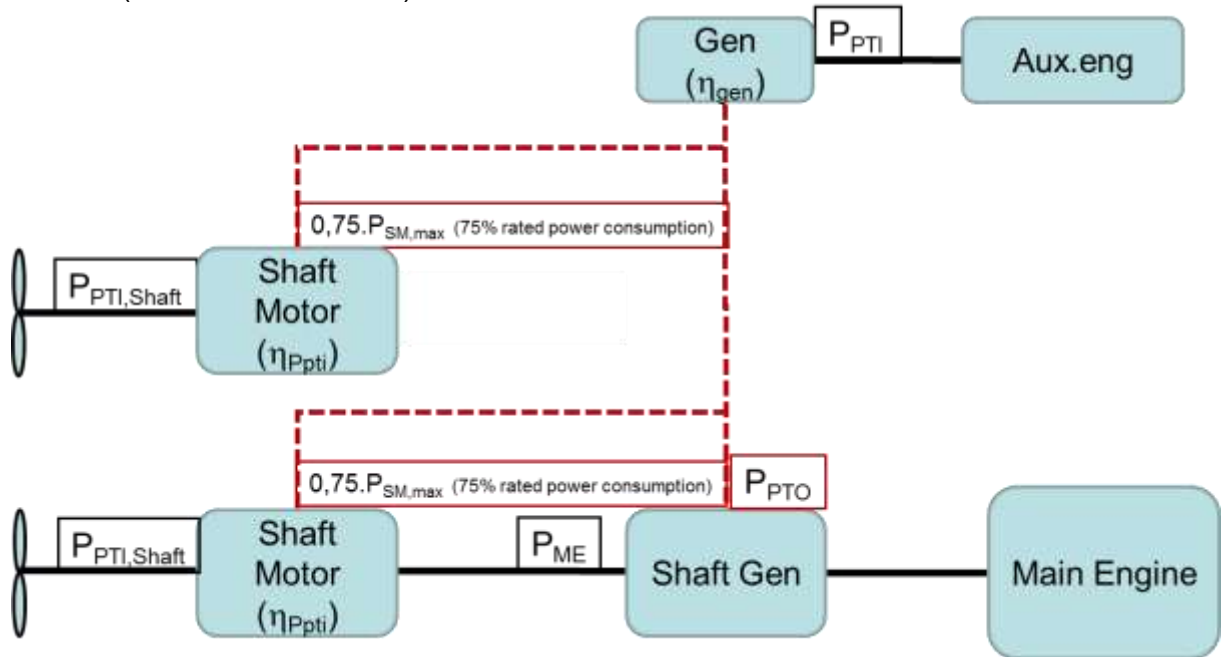 Gen
(ηgen)
PPTI
Aux.eng
0,75.PSM,max (75% rated power consumption)
PPTI,Shaft
Shaft
Motor
(ηPpti)
0,75.PSM,max (75% rated power consumption)
PPTO
PPTI,Shaft
Shaft
Motor
(ηPpti)
PME
Shaft Gen
Main Engine